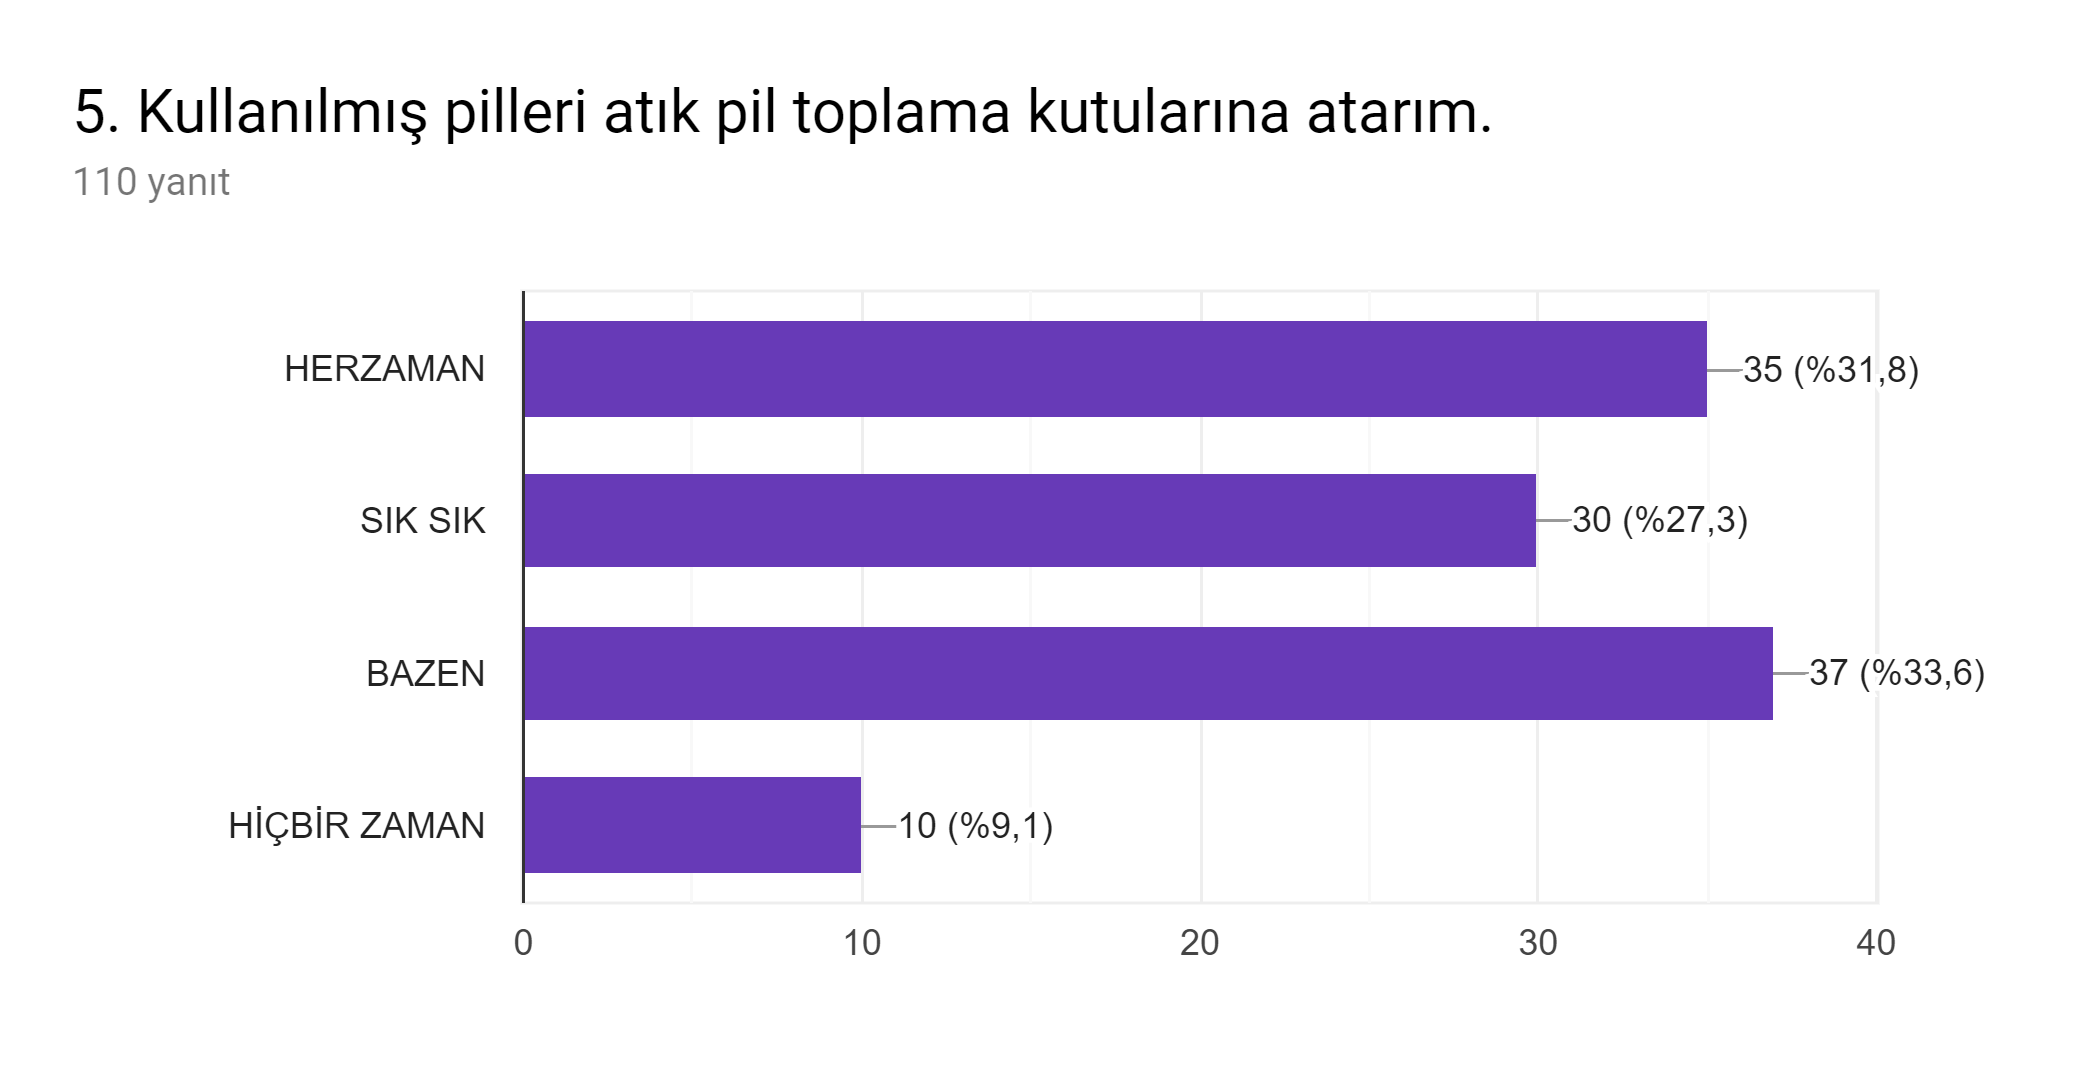 5. Kullanılmış pilleri atık pil toplama kutularına atarım.
110 yanıt
HERZAMAN
35 (%31,8)
SIK SIK
30 (%27,3)
BAZEN
37 (%33,6)
HİÇBİR ZAMAN
10 (%9,1)
0 10 20 30 40